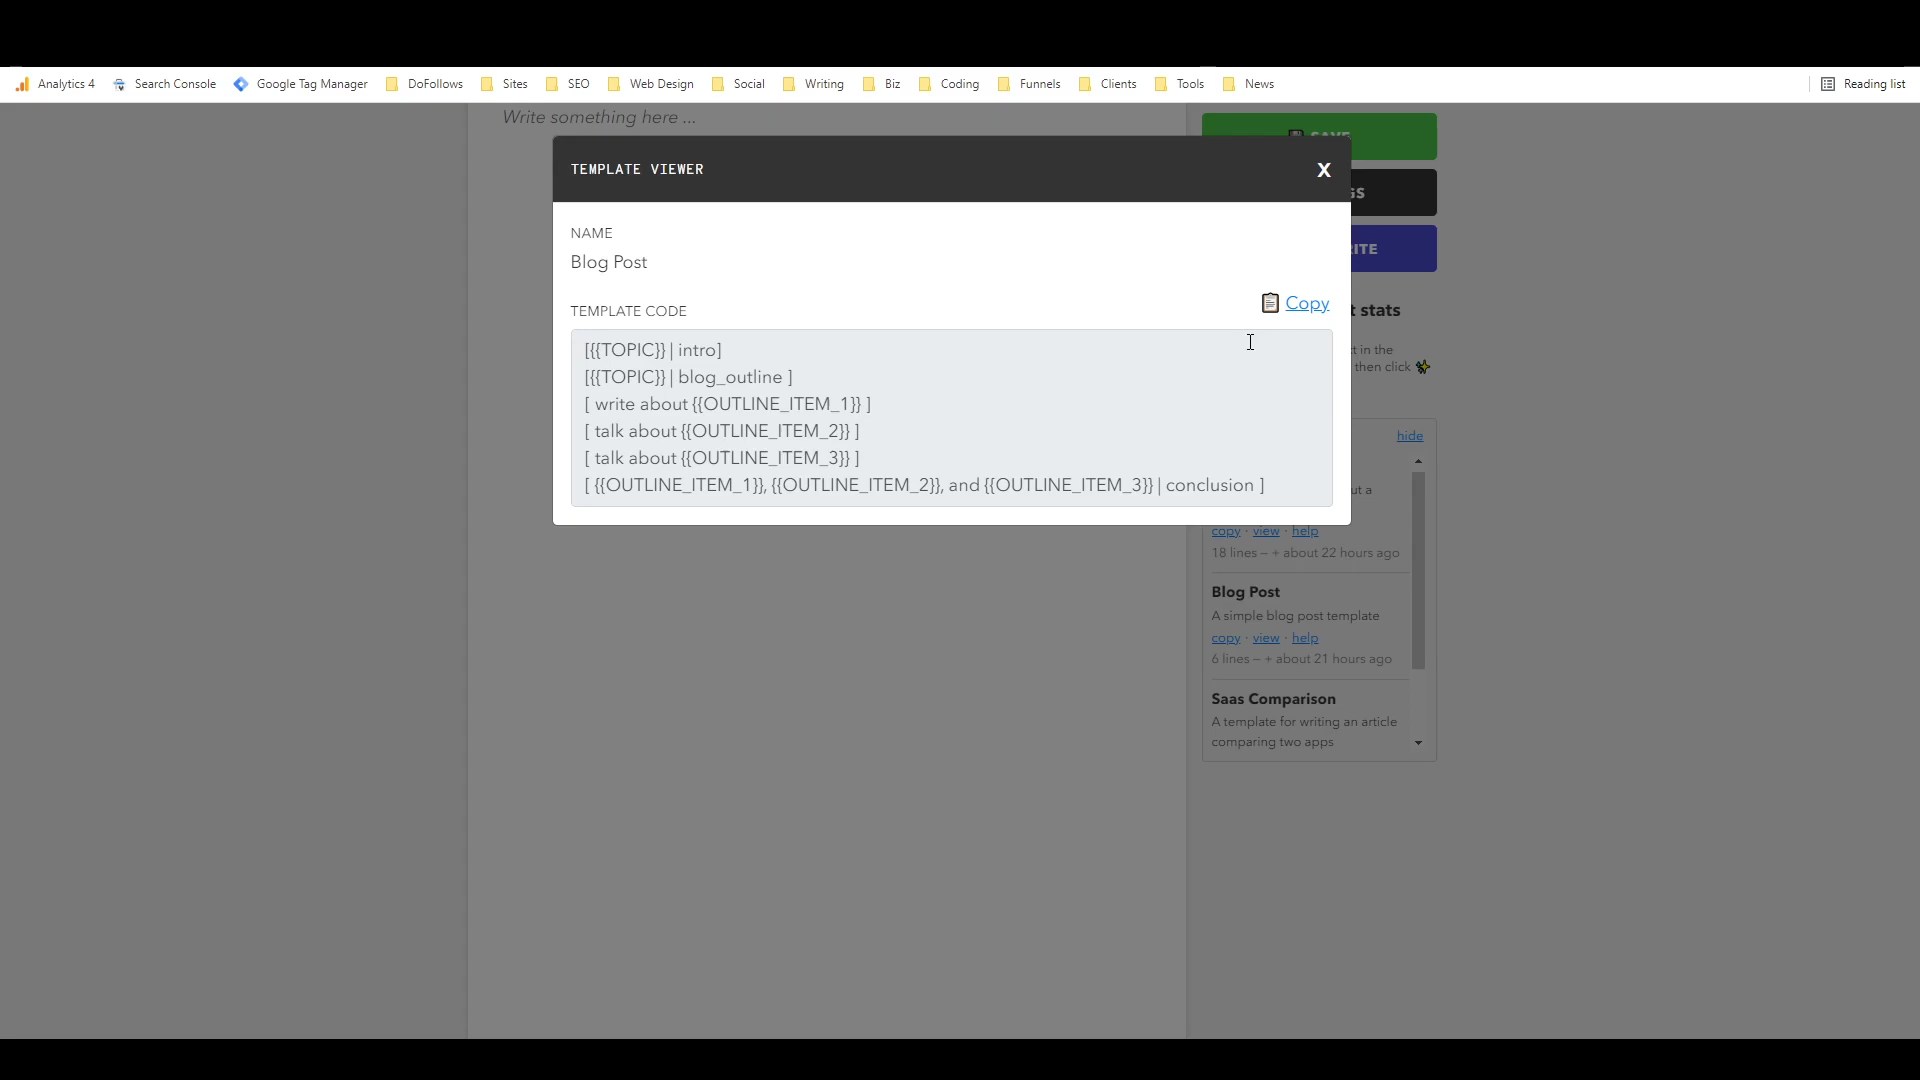 Analytics 4 Search Console Google Tag Manager DoFollows Sites SEO Web Design Social Writing Biz Coding Funnels Clients Tools News Reading list
Write something here ...
SAVE
TEMPLATE VIEWER
X
NAME
Blog Post
TEMPLATE CODE
Copy
[{{TOPIC}} | intro]
[{{TOPIC}} | blog_outline ]
[ write about {{OUTLINE_ITEM_1}} ]
[ talk about {{OUTLINE_ITEM_2}} ]
[ talk about {{OUTLINE_ITEM_3}} ]
[ {{OUTLINE_ITEM_1}}, {{OUTLINE_ITEM_2}}, and {{OUTLINE_ITEM_3}} | conclusion ]
stats
in the
then click
hide
a
copy · view · help
18 lines – + about 22 hours ago
Blog Post
A simple blog post template
copy · view · help
6 lines – + about 21 hours ago
Saas Comparison
A template for writing an article
comparing two apps